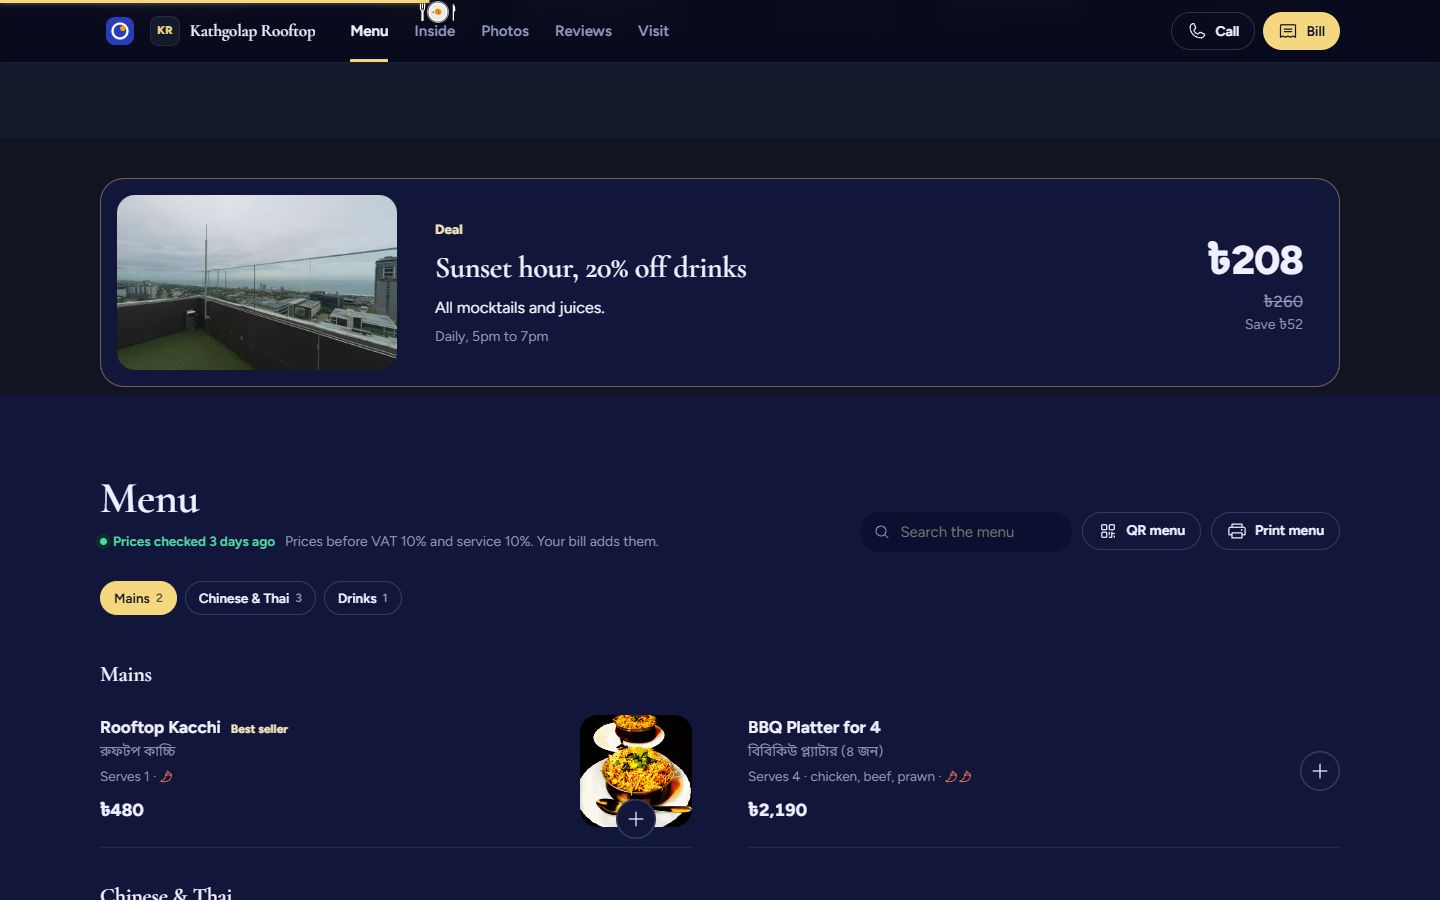 KR
Kathgolap Rooftop
Menu
Inside
Photos
Reviews
Visit
Call
Bill
Deal
Sunset hour, 20% off drinks
All mocktails and juices.
Daily, 5pm to 7pm
৳208
৳260
Save ৳52
Menu
Prices checked 3 days ago Prices before VAT 10% and service 10%. Your bill adds them.
Search the menu
QR menu
Print menu
Mains 2
Chinese & Thai 3
Drinks 1
Mains
Rooftop Kacchi Best seller
রুফটপ কাচ্চি
Serves 1 ·
৳480
BBQ Platter for 4
বিবিকিউ প্ল্যাটার (৪ জন)
Serves 4 · chicken, beef, prawn ·
৳2,190
Chinese & Thai